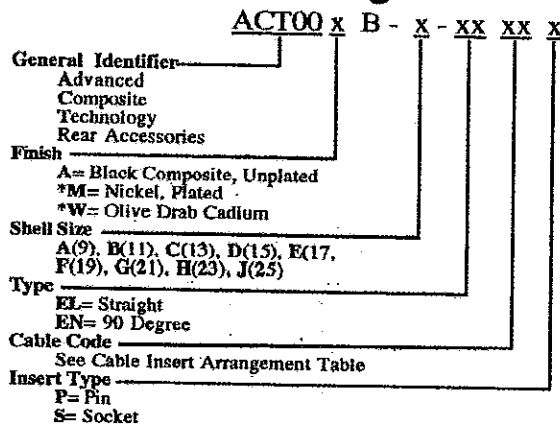 ACT00 x B - x - xx xx x
General Identifier
Advanced
Composite
Technology
Rear Accessories
Finish
A= Black Composite, Unplated
*M= Nickel, Plated
*W= Olive Drab Cadium
Shell Size
A(9), B(11), C(13), D(15), E(17,
F(19), G(21), H(23), J(25)
Type
EL= Straight
EN= 90 Degree
Cable Code
See Cable Insert Arrangement Table
Insert Type
P= Pin
S= Socket